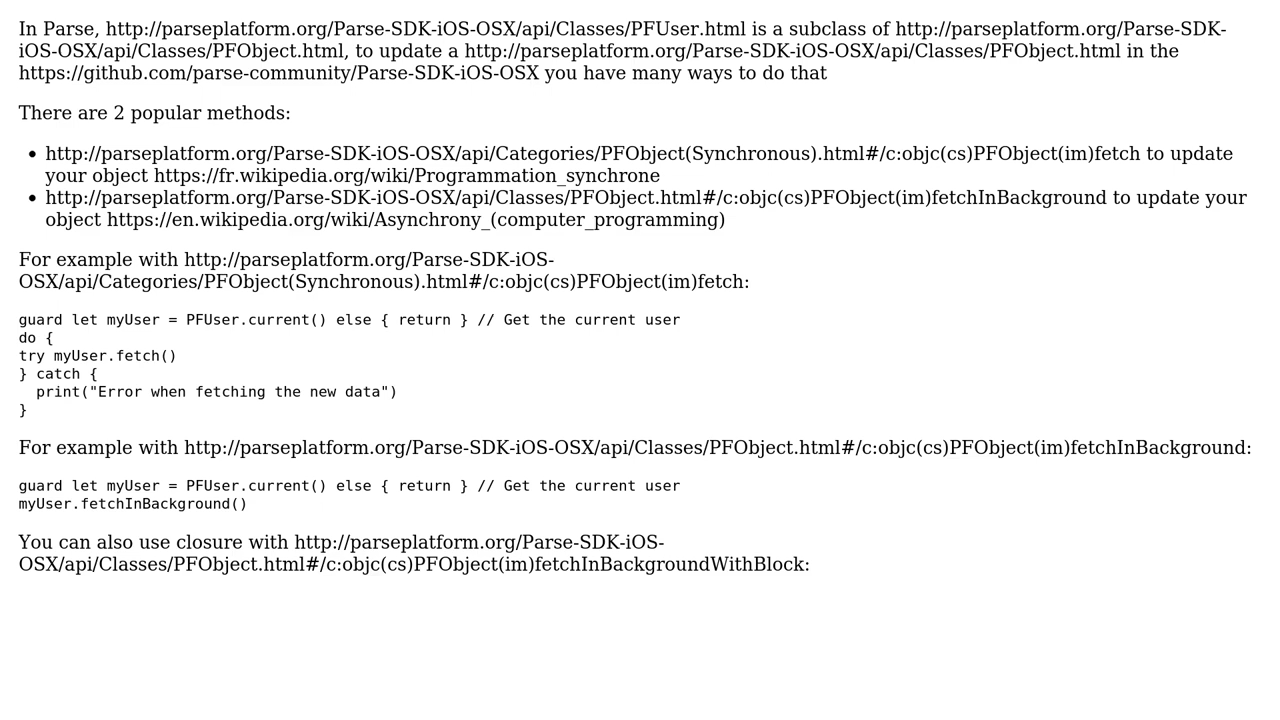 In Parse, http://parseplatform.org/Parse-SDK-iOS-OSX/api/Classes/PFUser.html is a subclass of http://parseplatform.org/Parse-SDK-
iOS-OSX/api/Classes/PFObject.html, to update a http://parseplatform.org/Parse-SDK-iOS-OSX/api/Classes/PFObject.html in the
https://github.com/parse-community/Parse-SDK-iOS-OSX you have many ways to do that
There are 2 popular methods:
• http://parseplatform.org/Parse-SDK-iOS-OSX/api/Categories/PFObject(Synchronous).html#/c:objc(cs)PFObject(im)fetch to update
your object https://fr.wikipedia.org/wiki/Programmation_synchrone
• http://parseplatform.org/Parse-SDK-iOS-OSX/api/Classes/PFObject.html#/c:objc(cs)PFObject(im)fetchInBackground to update your
object https://en.wikipedia.org/wiki/Asynchrony_(computer_programming)
For example with http://parseplatform.org/Parse-SDK-iOS-
OSX/api/Categories/PFObject(Synchronous).html#/c:objc(cs)PFObject(im)fetch:
guard let myUser = PFUser.current() else { return } // Get the current user
do {
try myUser.fetch()
} catch {
  print("Error when fetching the new data")
}
For example with http://parseplatform.org/Parse-SDK-iOS-OSX/api/Classes/PFObject.html#/c:objc(cs)PFObject(im)fetchInBackground:
guard let myUser = PFUser.current() else { return } // Get the current user
myUser.fetchInBackground()
You can also use closure with http://parseplatform.org/Parse-SDK-iOS-
OSX/api/Classes/PFObject.html#/c:objc(cs)PFObject(im)fetchInBackgroundWithBlock: